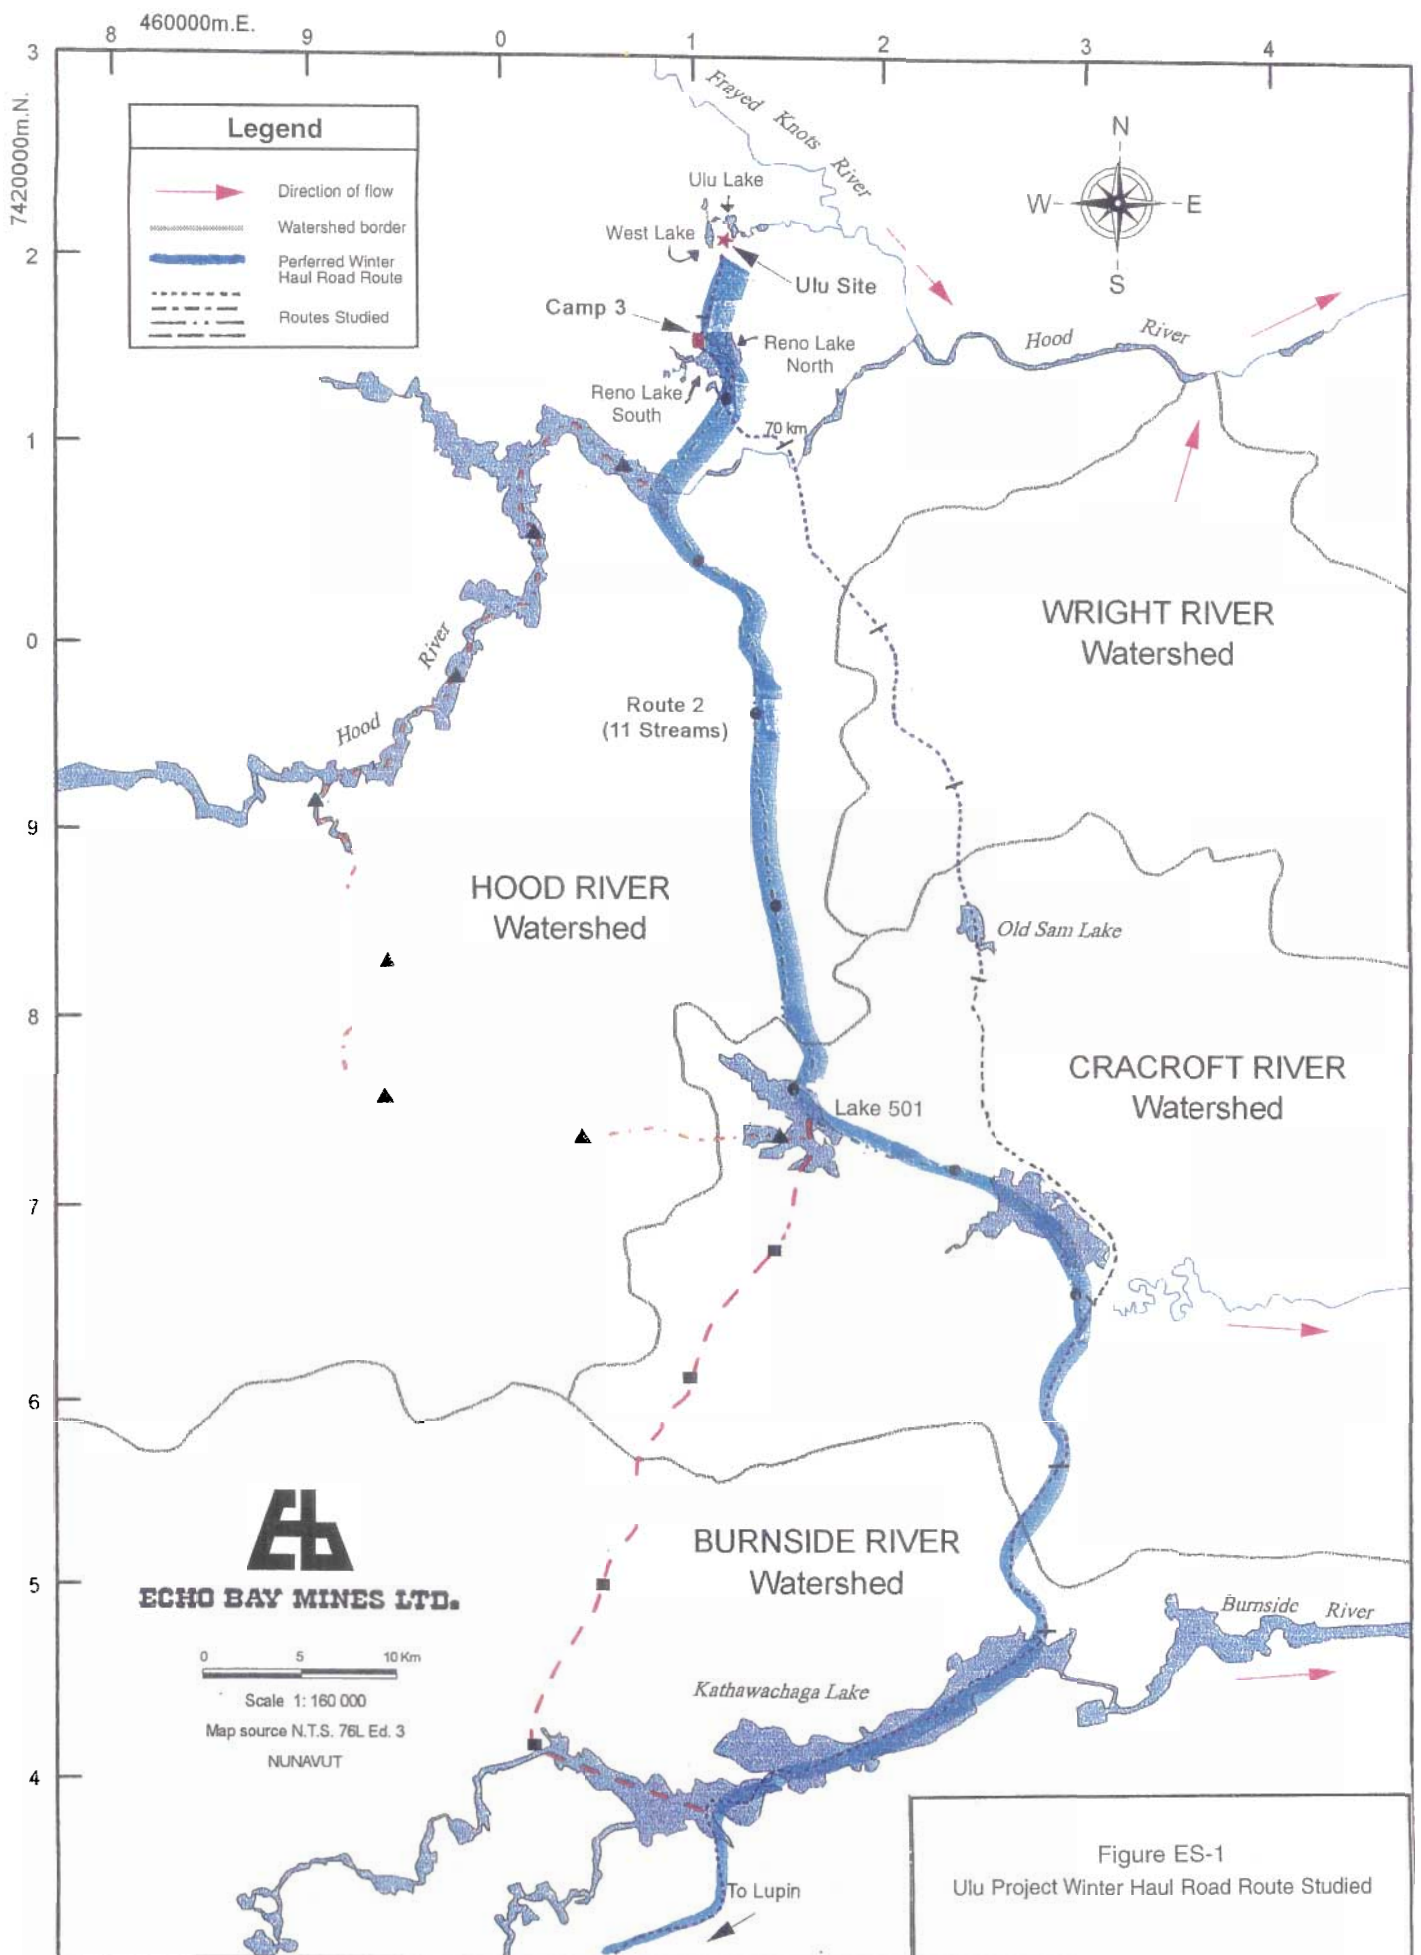 460000m.E.
8 9 0 1 2 3 4
3
7420000m.N.
Legend
Direction of flow
Watershed border
Perferred Winter
Haul Road Route
Routes Studied
Frayed Knots River
N
W E
S
Ulu Lake
West Lake
2
Ulu Site
Camp 3
Hood River
Reno Lake
North
Reno Lake
South
70 km
1
WRIGHT RIVER
Watershed
0
Hood River
Route 2
(11 Streams)
9
HOOD RIVER
Watershed
Old Sam Lake
8
CRACROFT RIVER
Watershed
Lake 501
7
6
Eb
BURNSIDE RIVER
Watershed
5
ECHO BAY MINES LTD.
Burnside River
0 5 10 Km
Scale 1: 160 000
Map source N.T.S. 76L Ed. 3
NUNAVUT
Kathawachaga Lake
4
To Lupin
Figure ES-1
Ulu Project Winter Haul Road Route Studied